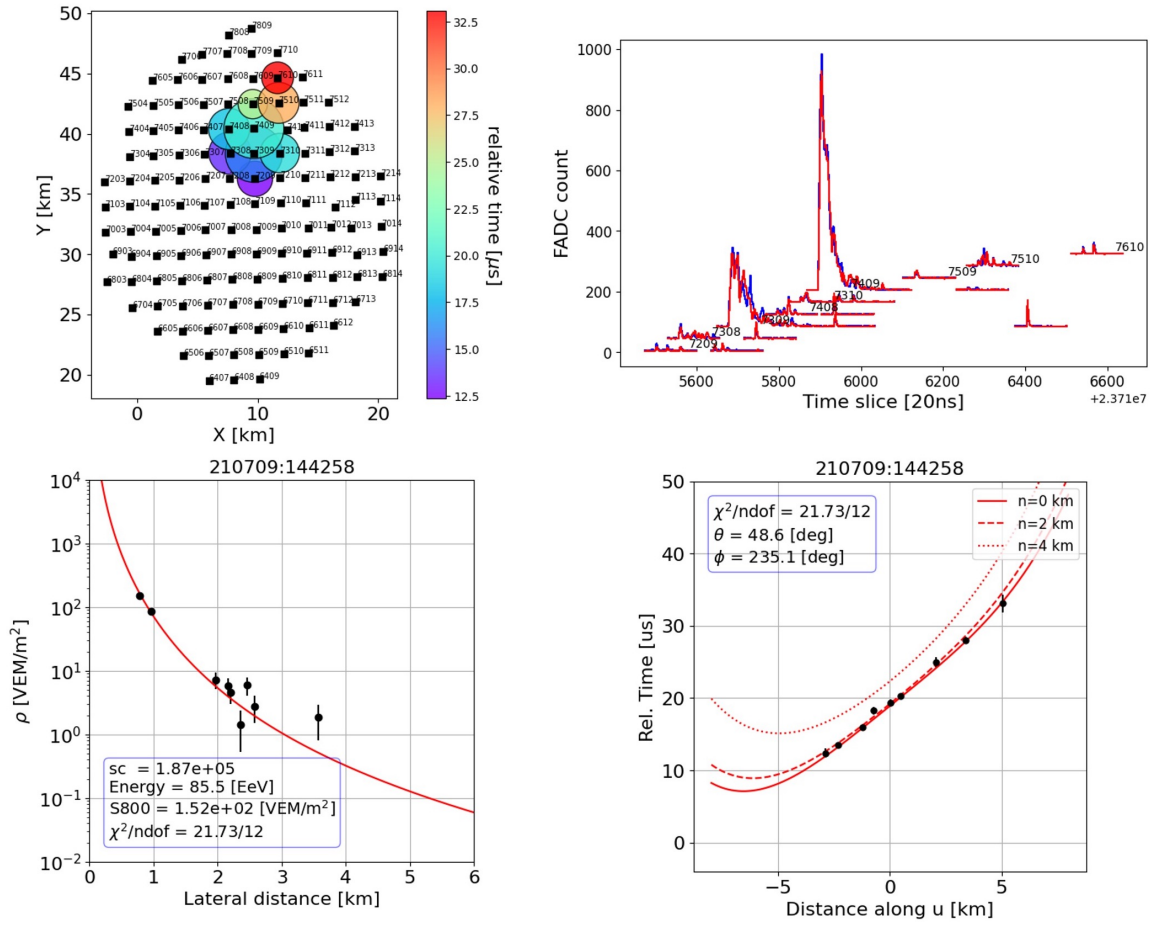 50
45
40
35
30
25
20
Y [km]
7808 7809
7707 7708 7709 7710
7605 7606 7607 7608 7609 7610 7611
7504 7505 7506 7507 7508 7509 7510 7511 7512
7404 7405 7406 7407 7408 7409 7411 7412 7413
7304 7305 7306 7307 7308 7309 7310 7311 7312 7313
7203 7204 7205 7206 7207 7208 7209 7210 7211 7212 7213 7214
7103 7104 7105 7106 7107 7108 7109 7110 7111 7112 7113 7114
7003 7004 7005 7006 7007 7008 7009 7010 7011 7012 7013 7014
6903 6904 6905 6906 6907 6908 6909 6910 6911 6912 6913 6914
6803 6804 6805 6806 6807 6808 6809 6810 6811 6812 6813 6814
6704 6705 6706 6707 6708 6709 6710 6711 6712 6713
6605 6606 6607 6608 6609 6610 6611 6612
6506 6507 6508 6509 6510 6511
6407 6408 6409
0 10 20
X [km]
32.5
30.0
27.5
25.0
22.5
20.0
17.5
15.0
12.5
relative time [μs]
1000
800
600
400
200
0
FADC count
7610
7510
7509
7409
7310
7408
7309
7308
7209
5600 5800 6000 6200 6400 6600
+2.371e7
Time slice [20ns]
210709:144258
10⁴
10³
10²
10¹
10⁰
10⁻¹
10⁻²
ρ [VEM/m²]
sc = 1.87e+05
Energy = 85.5 [EeV]
S800 = 1.52e+02 [VEM/m²]
χ²/ndof = 21.73/12
0 1 2 3 4 5 6
Lateral distance [km]
210709:144258
50
40
30
20
10
0
Rel. Time [us]
χ²/ndof = 21.73/12
θ = 48.6 [deg]
ϕ = 235.1 [deg]
n=0 km
n=2 km
n=4 km
−5 0 5
Distance along u [km]